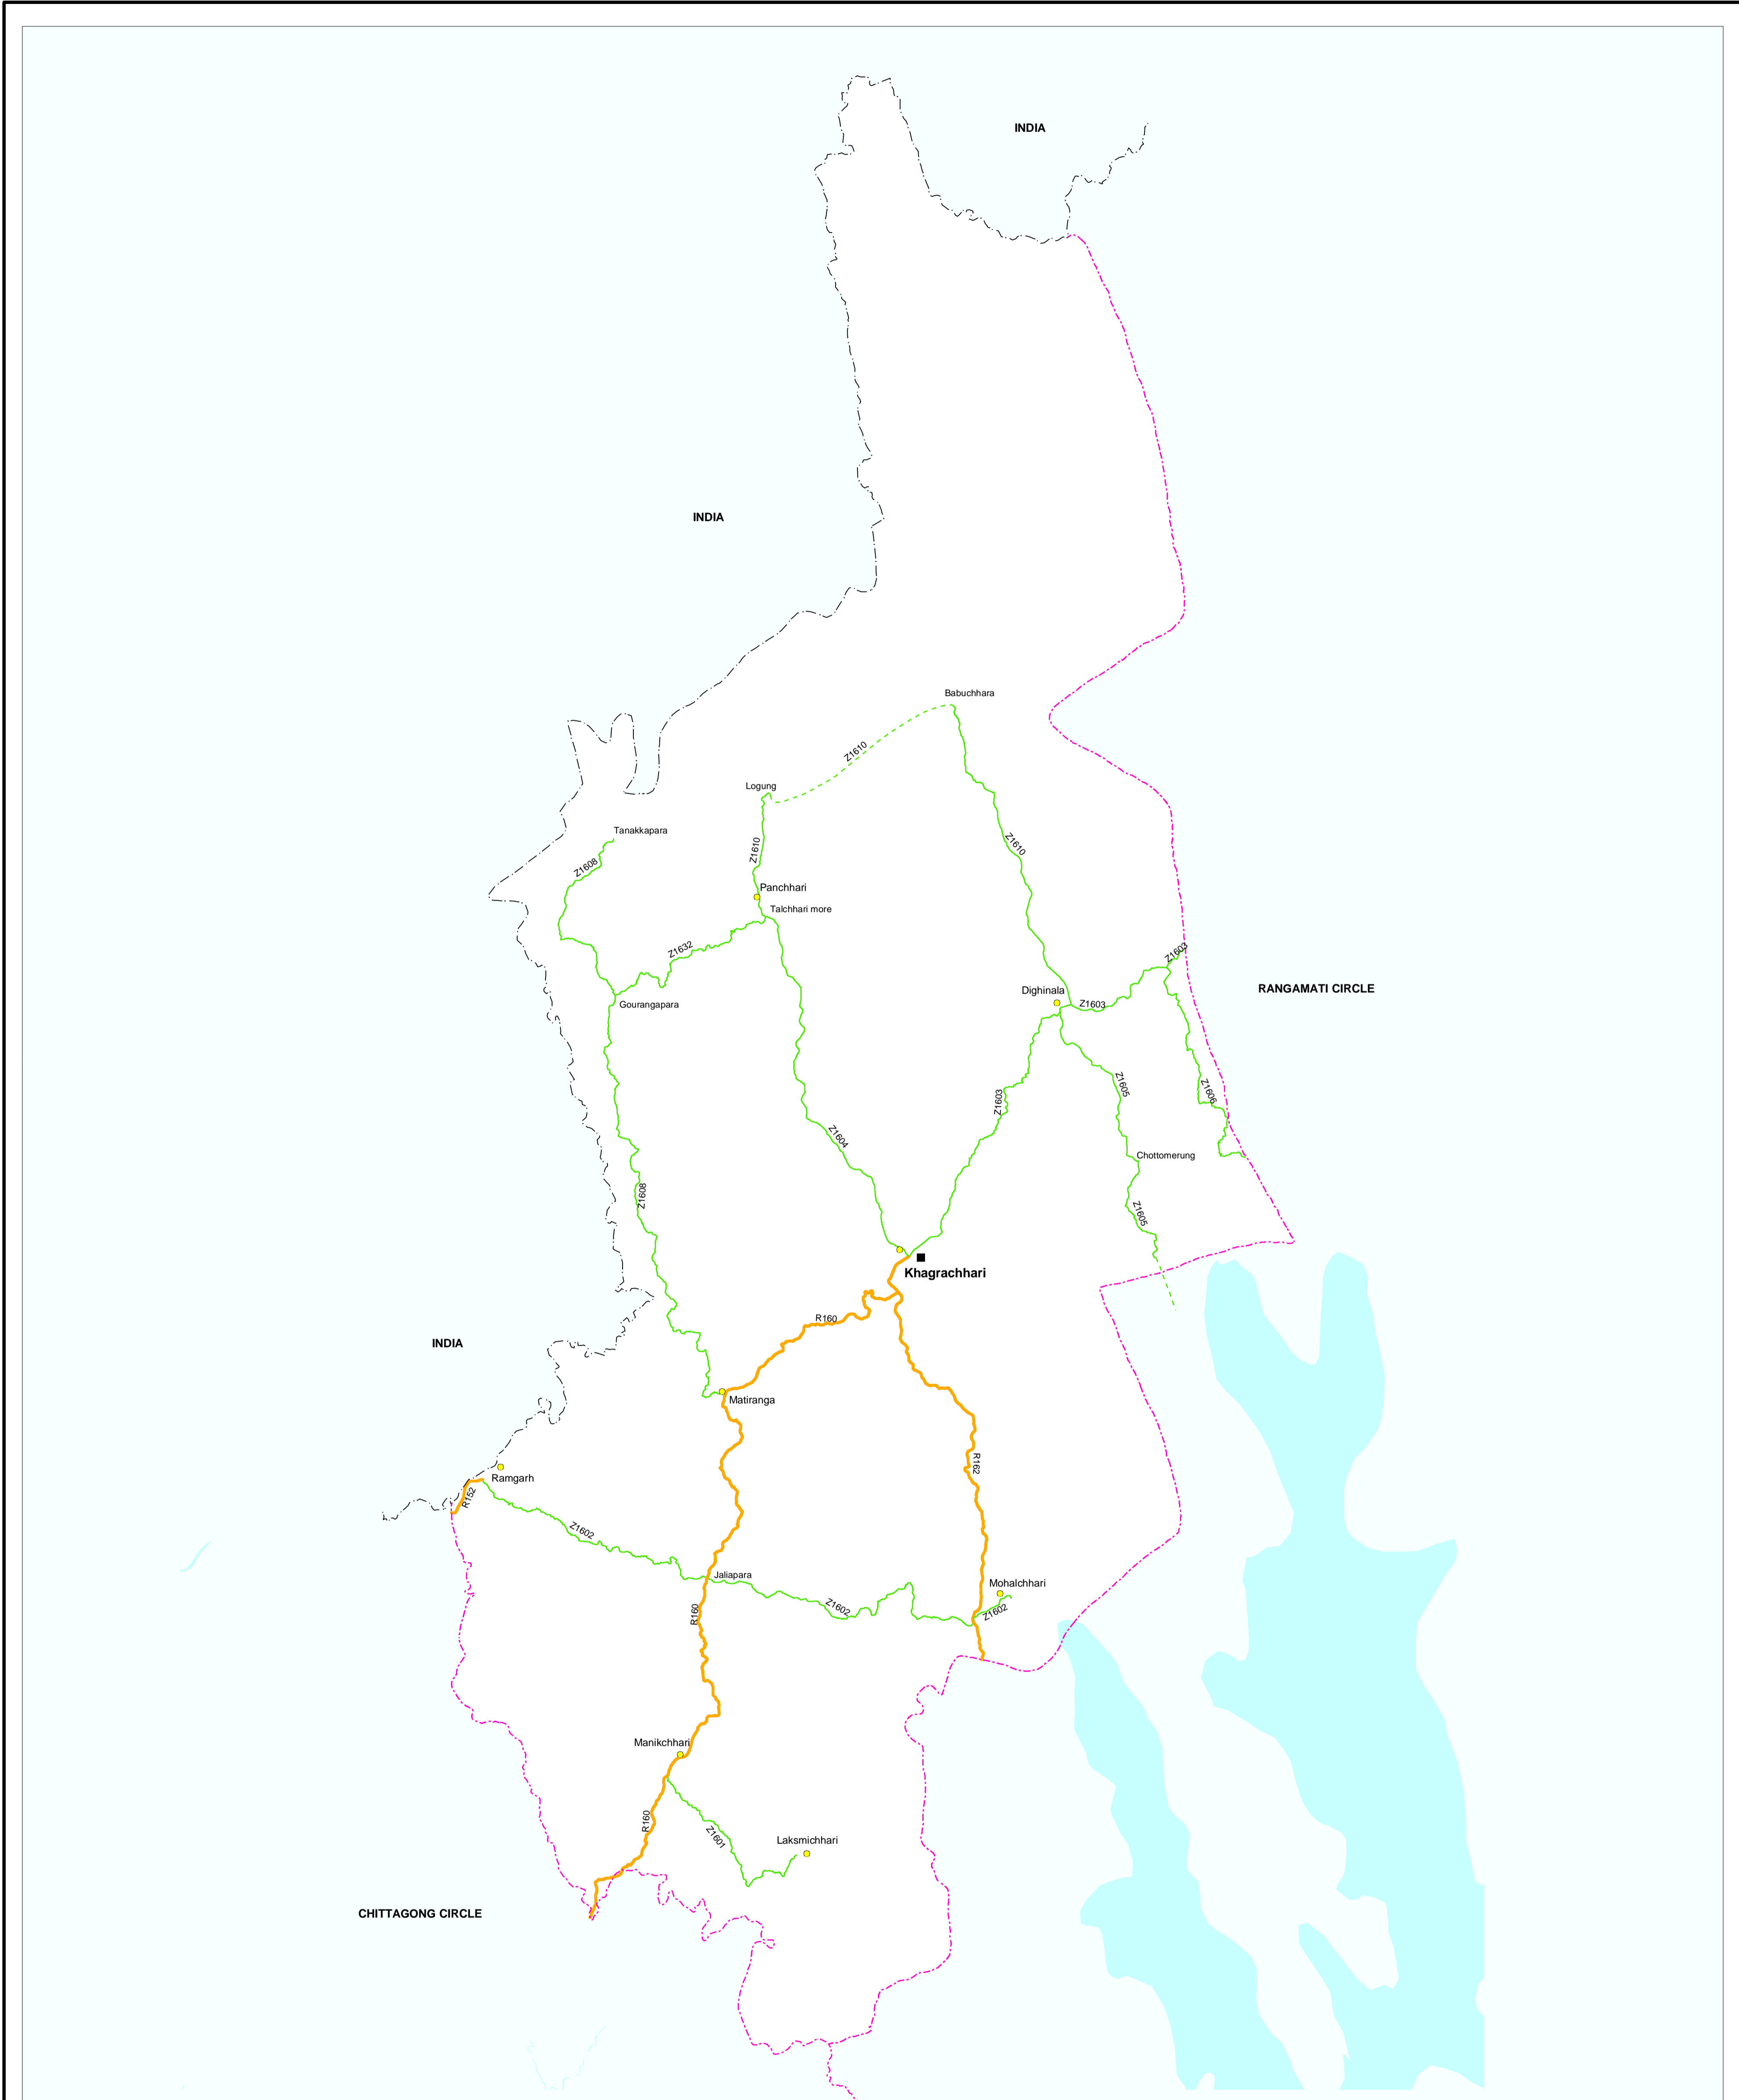 INDIA
INDIA
Babuchhara
Z1610
Logung
Tanakkapara
Z1610
Z1610
Z1608
Panchhari
Talchhari more
Z1632
Z1603
Dighinala
RANGAMATI CIRCLE
Gourangapara
Z1603
Z1605
Z1606
Z1603
Z1604
Chottomerung
Z1608
Z1605
Khagrachhari
R160
INDIA
Matiranga
R162
Ramgarh
R152
Z1602
Jaliapara
Mohalchhari
Z1602
Z1602
R160
Manikchhari
R160
Z1601
Laksmichhari
CHITTAGONG CIRCLE